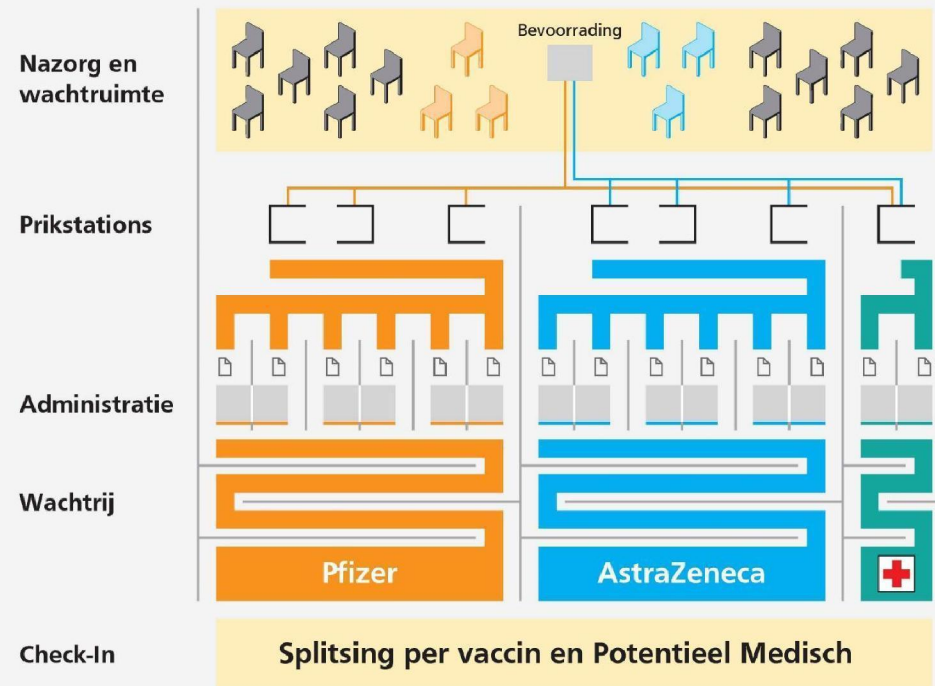 Nazorg en
wachtruimte
Bevoorrading
Prikstations
Administratie
Wachtrij
Pfizer
AstraZeneca
Check-In
Splitsing per vaccin en Potentieel Medisch